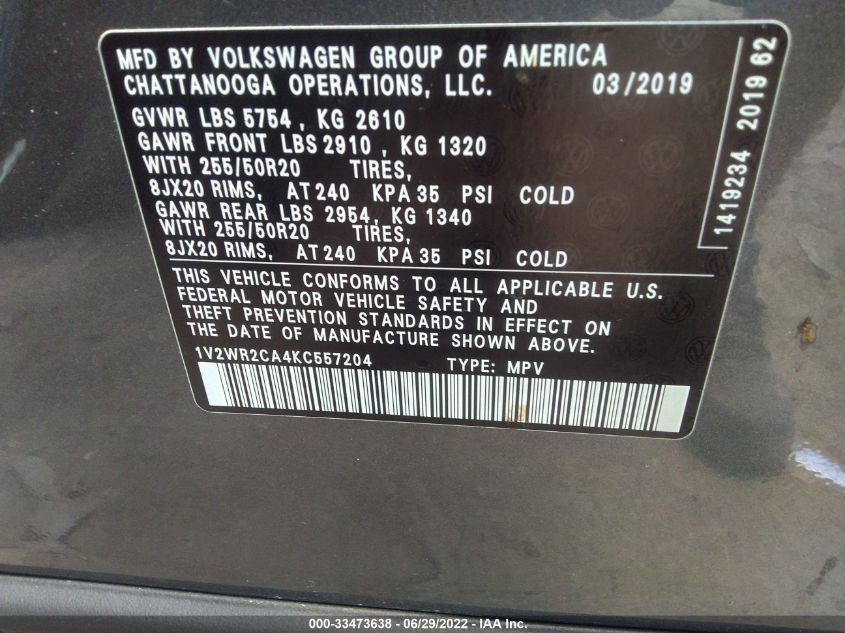 MFD BY VOLKSWAGEN GROUP OF AMERICA
CHATTANOOGA OPERATIONS, LLC. 03/2019
GVWR LBS 5754 , KG 2610
GAWR FRONT LBS 2910 , KG 1320
WITH 255/50R20 TIRES,
8JX20 RIMS, AT 240 KPA 35 PSI COLD
GAWR REAR LBS 2954, KG 1340
WITH 255/50R20 TIRES,
8JX20 RIMS, AT 240 KPA 35 PSI COLD
THIS VEHICLE CONFORMS TO ALL APPLICABLE U.S.
FEDERAL MOTOR VEHICLE SAFETY AND
THEFT PREVENTION STANDARDS IN EFFECT ON
THE DATE OF MANUFACTURE SHOWN ABOVE.
1V2WR2CA4KC557204 TYPE: MPV
1419234 2019 62
000-33473638 - 06/29/2022 - IAA Inc.